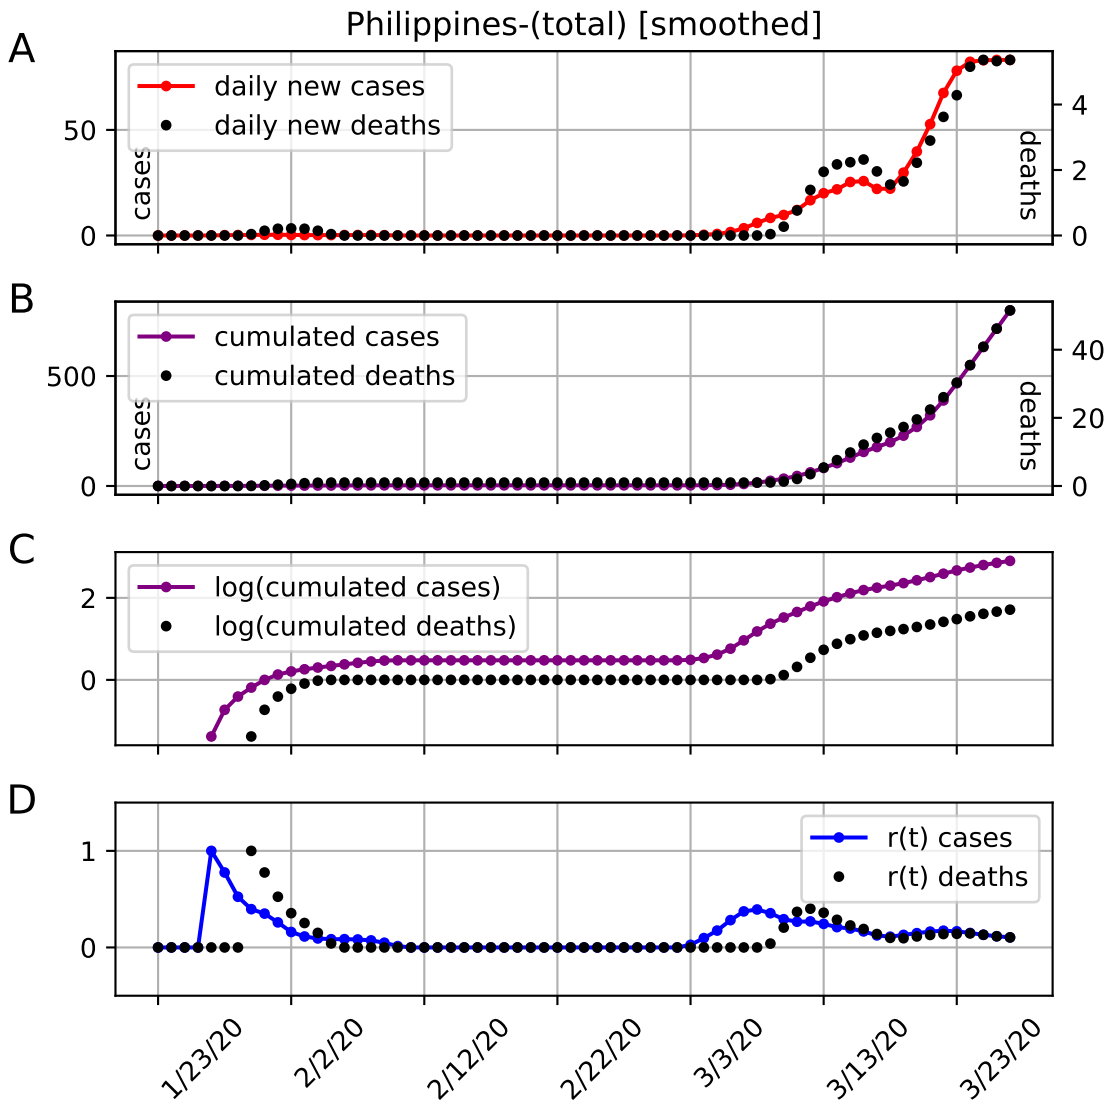 Philippines-(total) [smoothed]
A
daily new cases
daily new deaths
50
0
cases
4
2
0
deaths
B
cumulated cases
cumulated deaths
500
0
cases
40
20
0
deaths
C
log(cumulated cases)
log(cumulated deaths)
2
0
D
r(t) cases
r(t) deaths
1
0
1/23/20
2/2/20
2/12/20
2/22/20
3/3/20
3/13/20
3/23/20